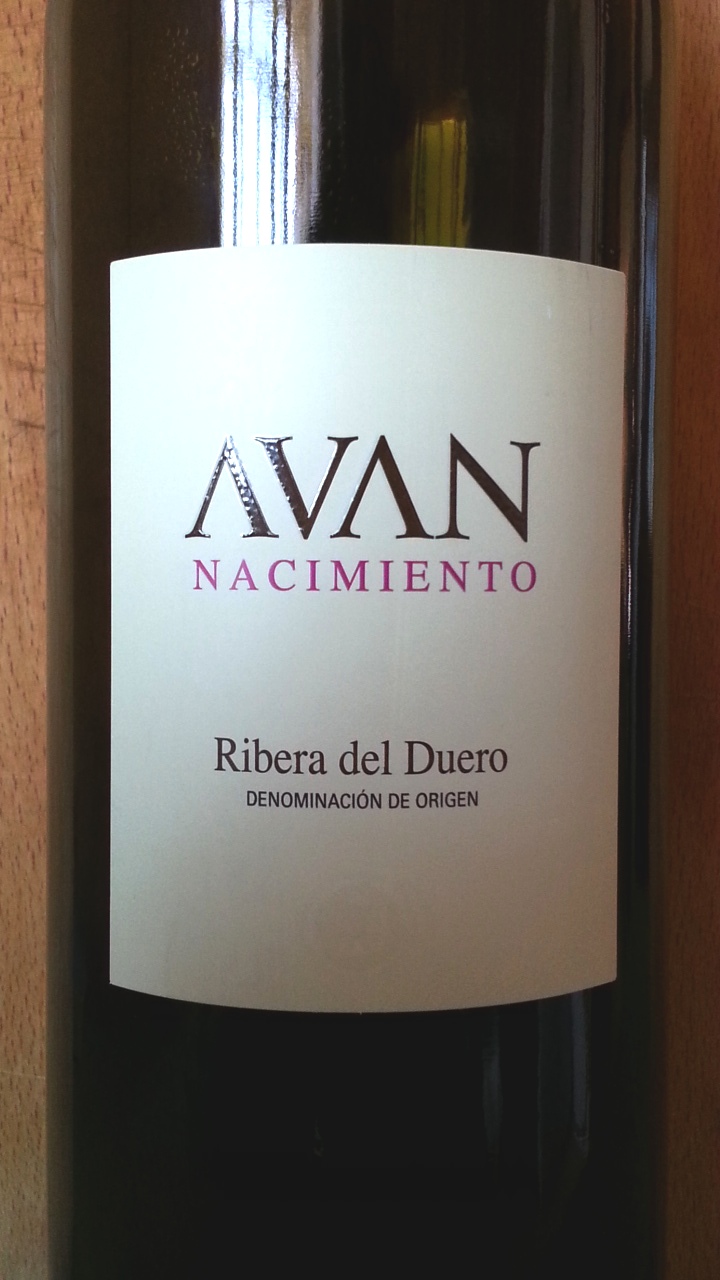 AVAN
NACIMIENTO
Ribera del Duero
DENOMINACIÓN DE ORIGEN